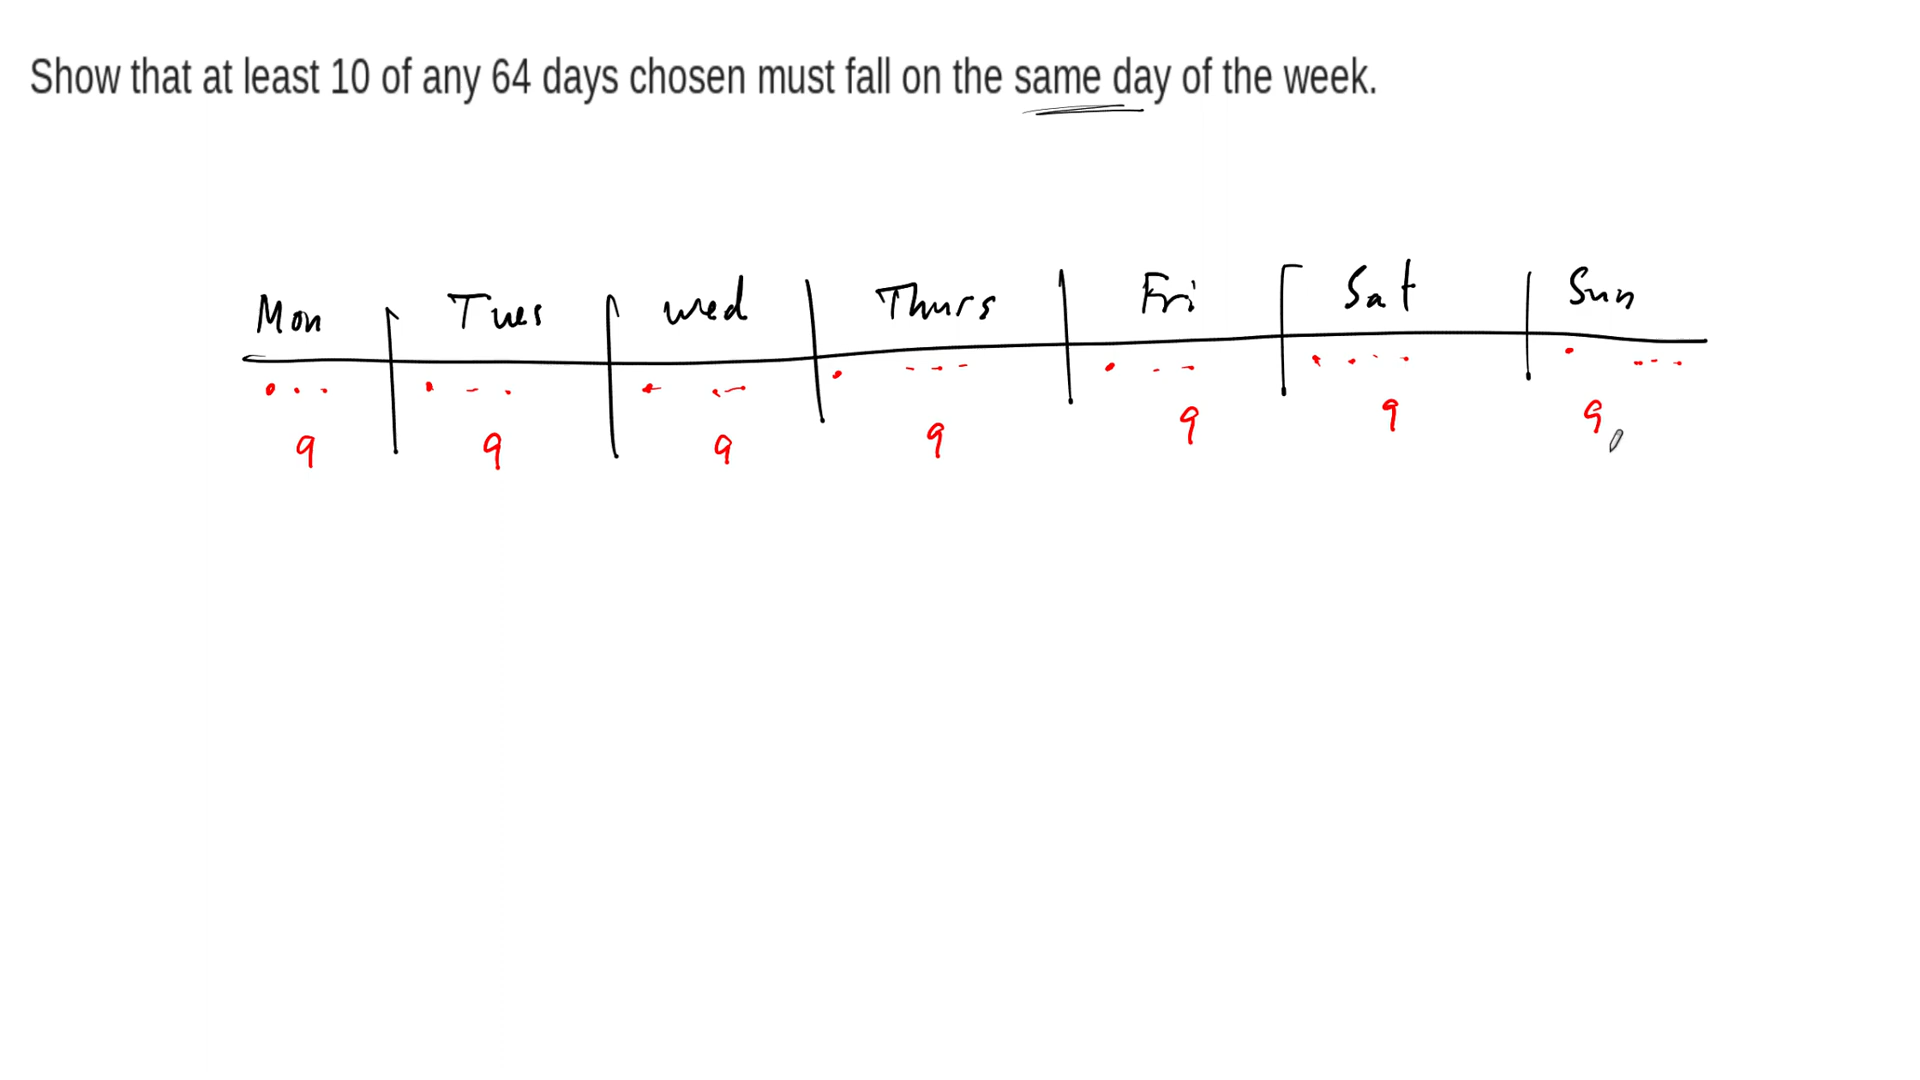 Show that at least 10 of any 64 days chosen must fall on the same day of the week.
Mon Tues wed Thurs Fri Sat Sun
9 9 9 9 9 9 9